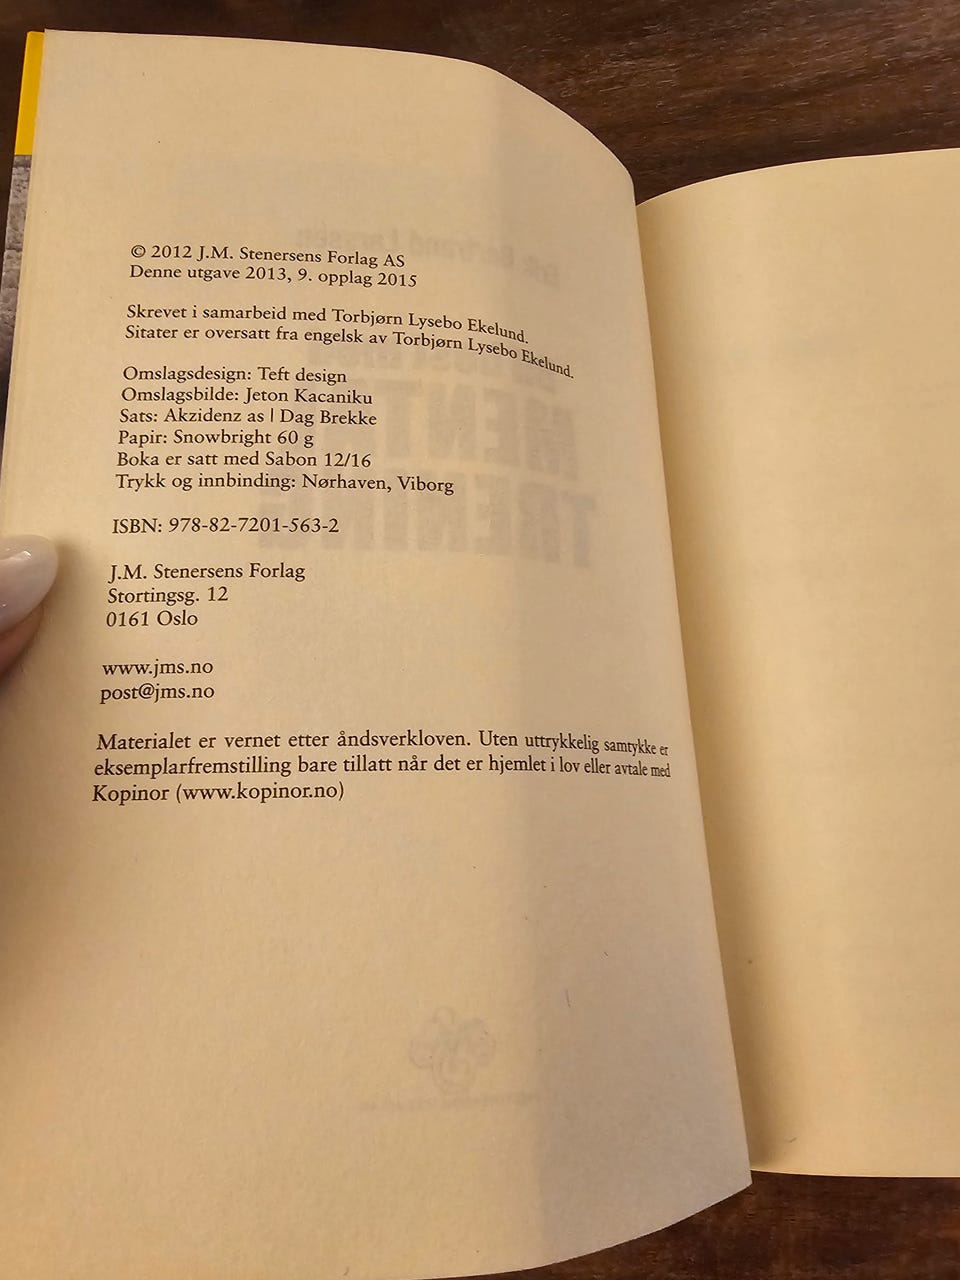 © 2012 J.M. Stenersens Forlag AS
Denne utgave 2013, 9. opplag 2015
Skrevet i samarbeid med Torbjørn Lysebo Ekelund.
Sitater er oversatt fra engelsk av Torbjørn Lysebo Ekelund.
Omslagsdesign: Teft design
Omslagsbilde: Jeton Kacaniku
Sats: Akzidenz as | Dag Brekke
Papir: Snowbright 60 g
Boka er satt med Sabon 12/16
Trykk og innbinding: Nørhaven, Viborg
ISBN: 978-82-7201-563-2
J.M. Stenersens Forlag
Stortingsg. 12
0161 Oslo
www.jms.no
post@jms.no
Materialet er vernet etter åndsverkloven. Uten uttrykkelig samtykke er
eksemplarfremstilling bare tillatt når det er hjemlet i lov eller avtale med
Kopinor (www.kopinor.no)